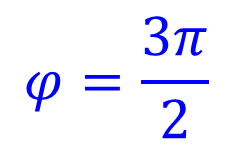 φ = 3π/2